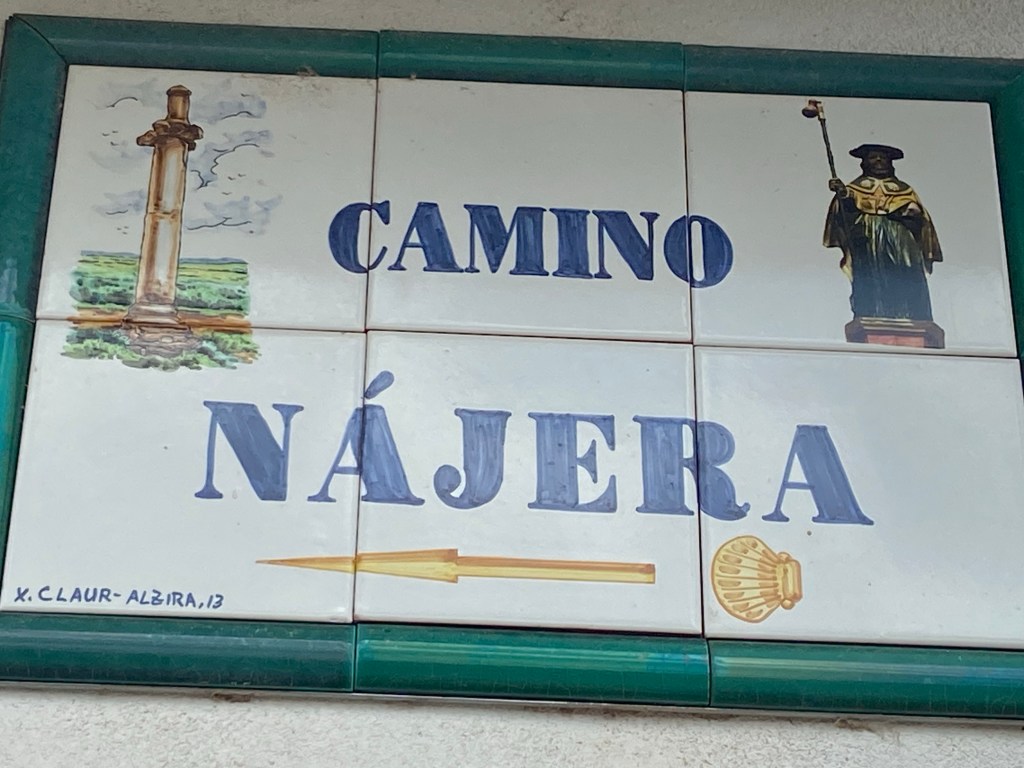 CAMINO
NÁJERA
X. CLAUR-ALZIRA, 13